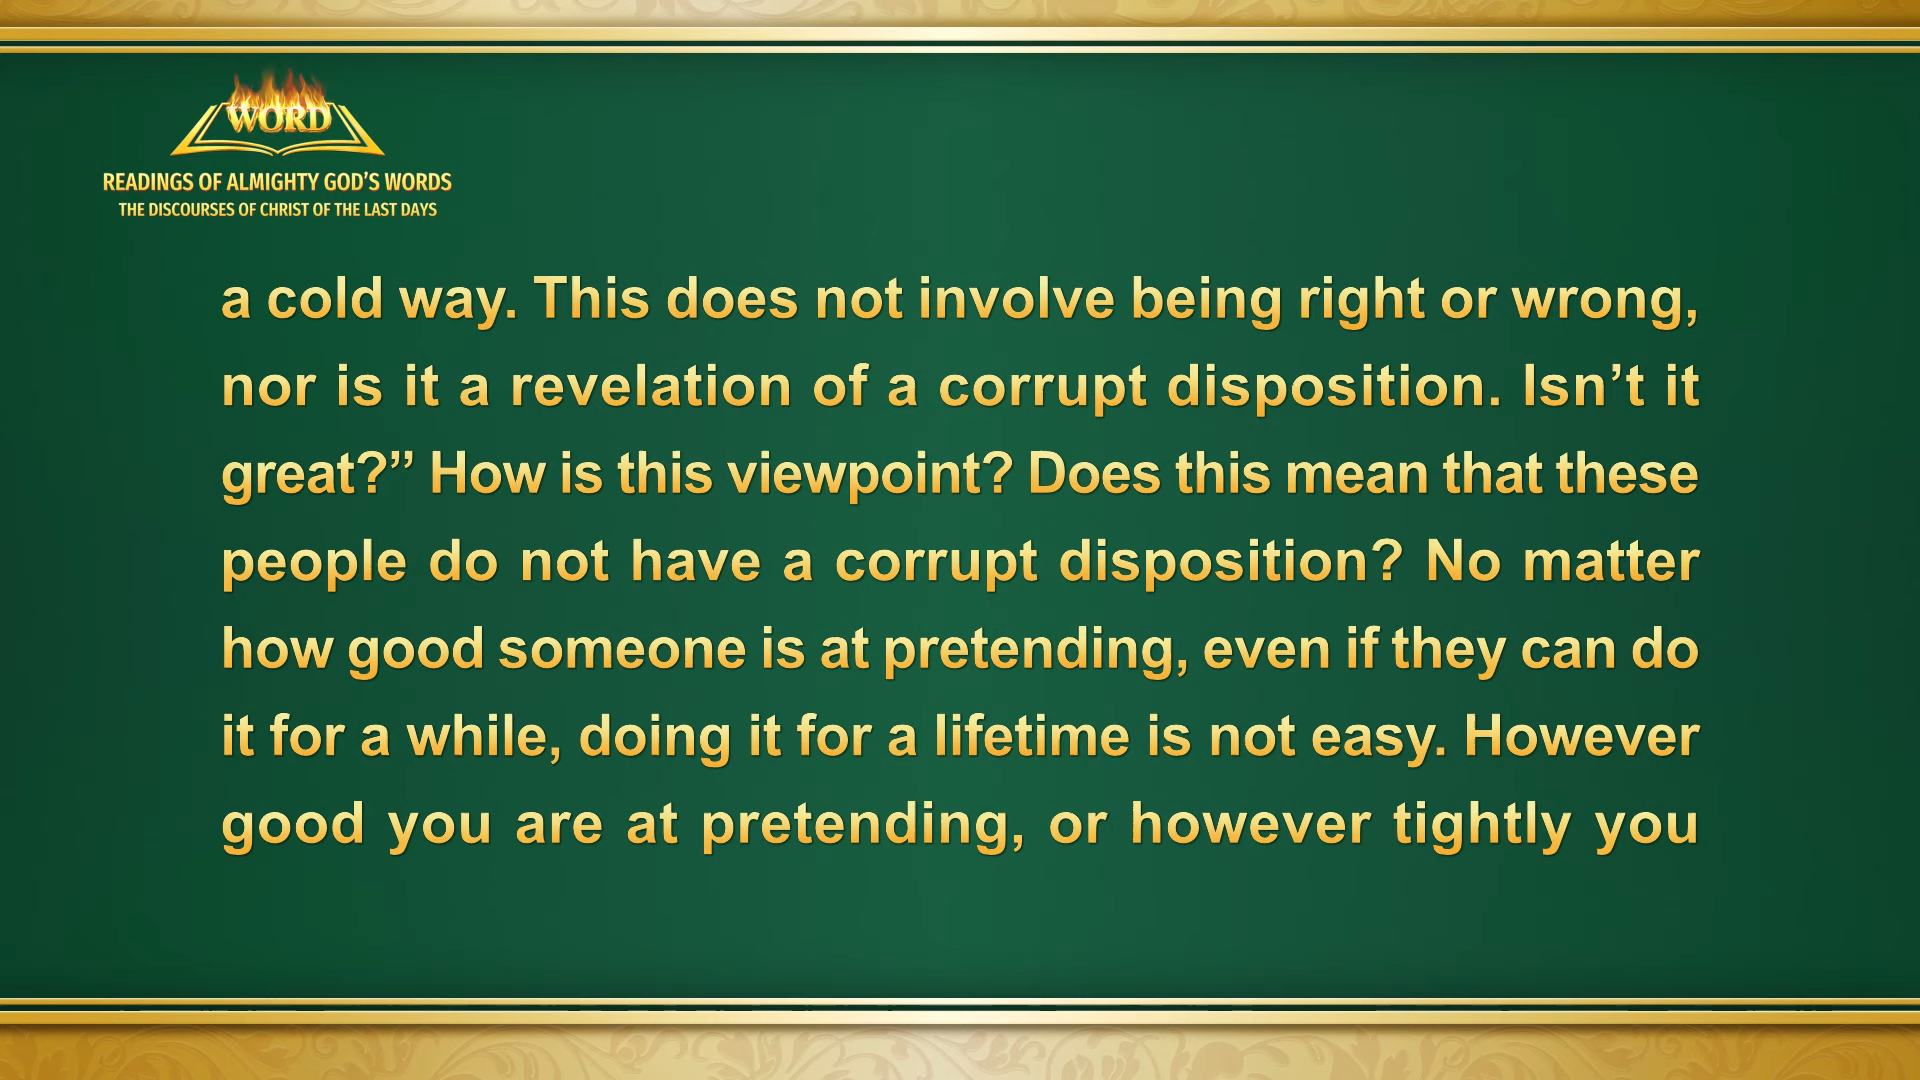 WORD
READINGS OF ALMIGHTY GOD’S WORDS
THE DISCOURSES OF CHRIST OF THE LAST DAYS
a cold way. This does not involve being right or wrong,
nor is it a revelation of a corrupt disposition. Isn’t it
great?” How is this viewpoint? Does this mean that these
people do not have a corrupt disposition? No matter
how good someone is at pretending, even if they can do
it for a while, doing it for a lifetime is not easy. However
good you are at pretending, or however tightly you